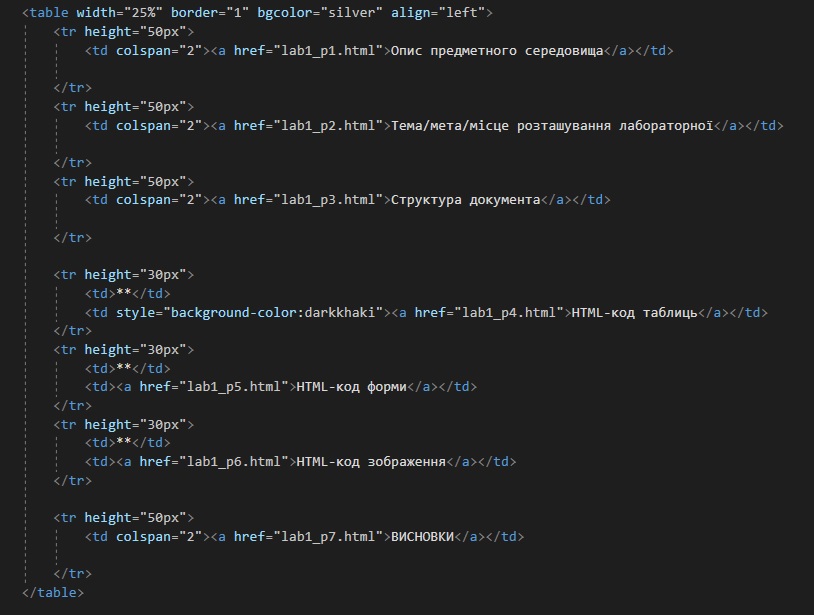 <table width="25%" border="1" bgcolor="silver" align="left">
<tr height="50px">
<td colspan="2"><a href="lab1_p1.html">Опис предметного середовища</a></td>
</tr>
<tr height="50px">
<td colspan="2"><a href="lab1_p2.html">Тема/мета/місце розташування лабораторної</a></td>
</tr>
<tr height="50px">
<td colspan="2"><a href="lab1_p3.html">Структура документа</a></td>
</tr>
<tr height="30px">
<td>**</td>
<td style="background-color:darkkhaki"><a href="lab1_p4.html">HTML-код таблиць</a></td>
</tr>
<tr height="30px">
<td>**</td>
<td><a href="lab1_p5.html">HTML-код форми</a></td>
</tr>
<tr height="30px">
<td>**</td>
<td><a href="lab1_p6.html">HTML-код зображення</a></td>
</tr>
<tr height="50px">
<td colspan="2"><a href="lab1_p7.html">ВИСНОВКИ</a></td>
</tr>
</table>